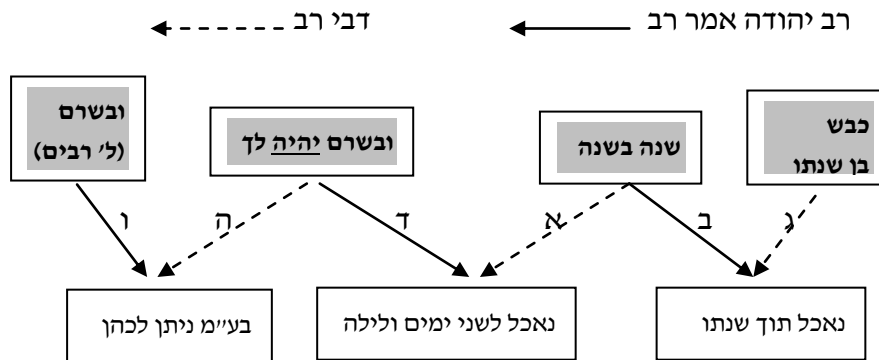 רב יהודה אמר רב
דבי רב
כבש
בן שנתו
שנה בשנה
ובשרם יהיה לך
ובשרם
(ל' רבים)
ג
ב
א
ד
ה
ו
נאכל תוך שנתו
נאכל לשני ימים ולילה
בע"מ ניתן לכהן